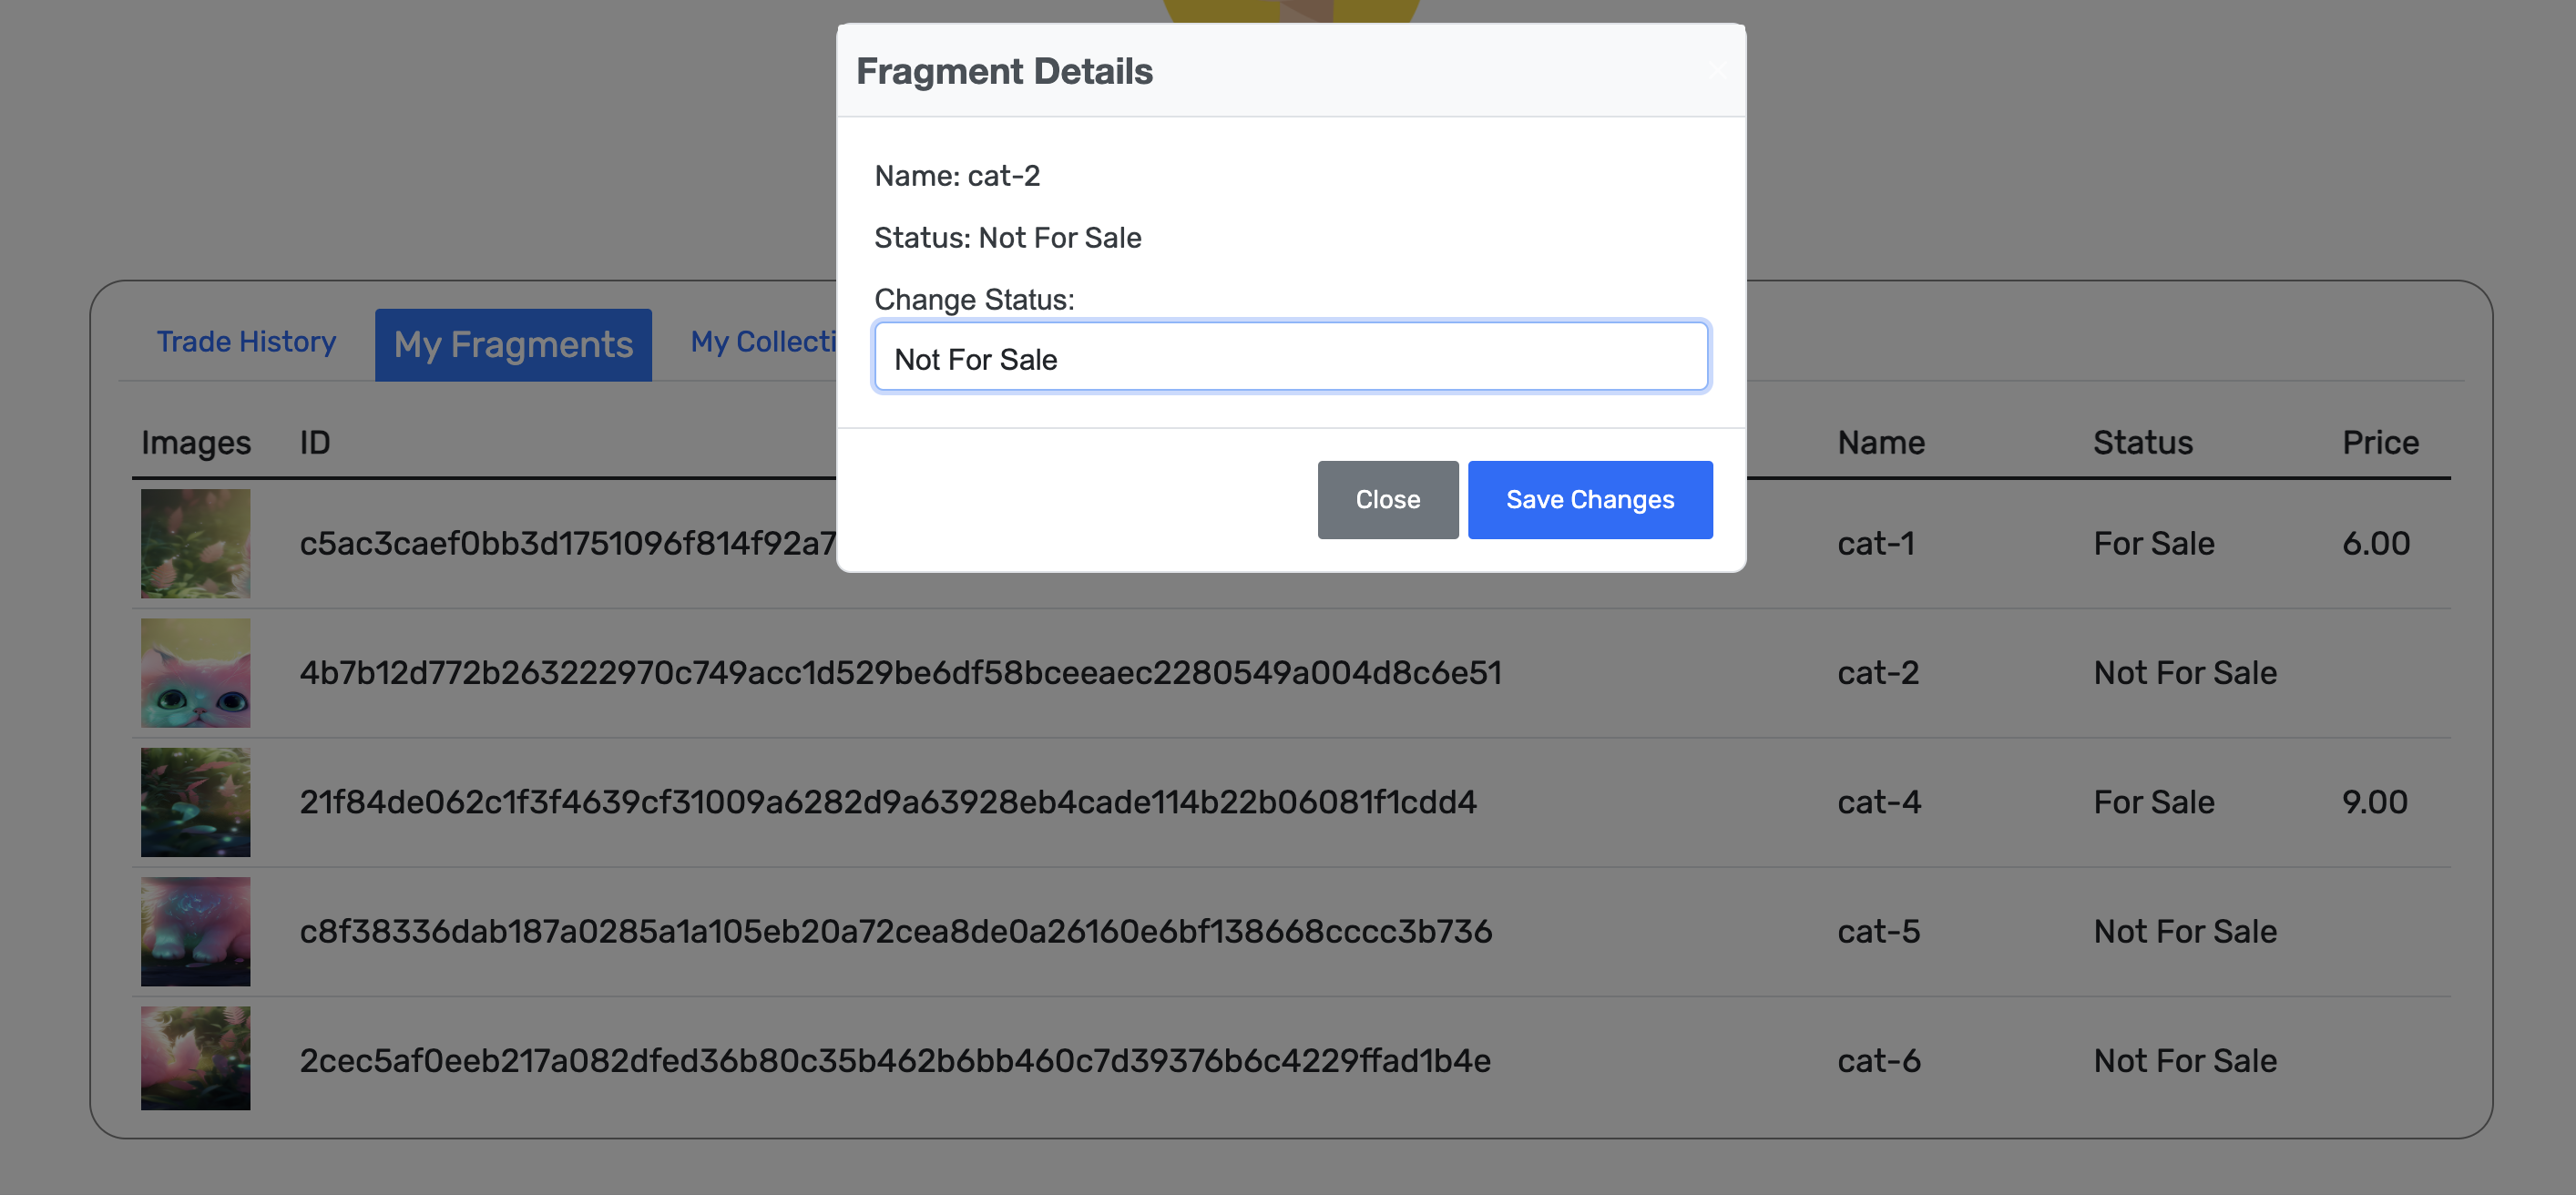 Fragment Details
Name: cat-2
Status: Not For Sale
Change Status:
Not For Sale
Close Save Changes
Trade History My Fragments My Collecti
Images ID Name Status Price
c5ac3caef0bb3d1751096f814f92a7 cat-1 For Sale 6.00
4b7b12d772b263222970c749acc1d529be6df58bceeaec2280549a004d8c6e51 cat-2 Not For Sale
21f84de062c1f3f4639cf31009a6282d9a63928eb4cade114b22b06081f1cdd4 cat-4 For Sale 9.00
c8f38336dab187a0285a1a105eb20a72cea8de0a26160e6bf138668cccc3b736 cat-5 Not For Sale
2cec5af0eeb217a082dfed36b80c35b462b6bb460c7d39376b6c4229ffad1b4e cat-6 Not For Sale